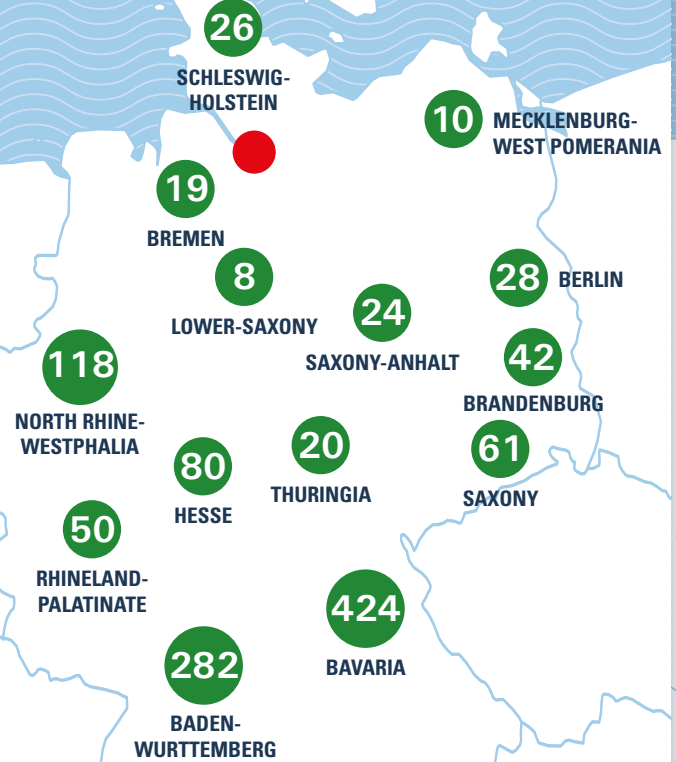 26
SCHLESWIG-
HOLSTEIN
10
MECKLENBURG-
WEST POMERANIA
19
BREMEN
8
LOWER-SAXONY
28
BERLIN
24
SAXONY-ANHALT
118
NORTH RHINE-
WESTPHALIA
42
BRANDENBURG
20
THURINGIA
61
SAXONY
80
HESSE
50
RHINELAND-
PALATINATE
424
BAVARIA
282
BADEN-
WURTTEMBERG